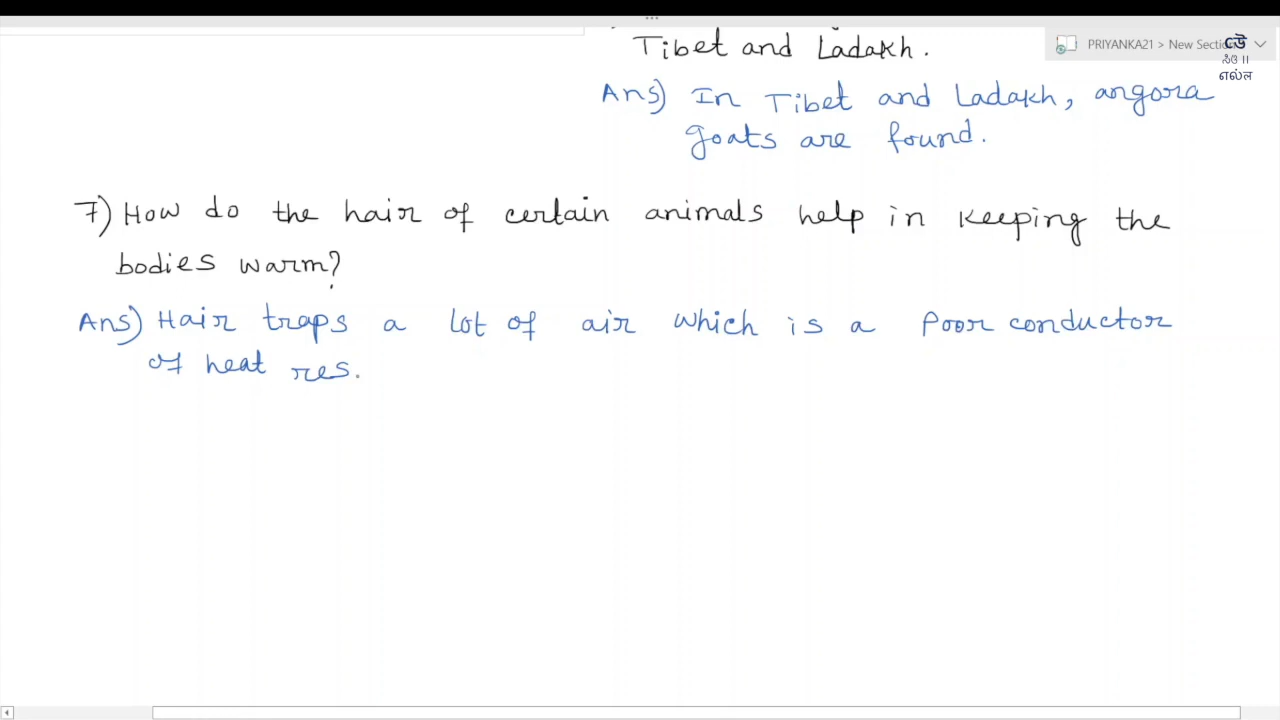 Tibet and Ladakh.
PRIYANKA21 > New Section
Ans) In Tibet and Ladakh, angora
goats are found.
7) How do the hair of certain animals help in keeping the
bodies warm?
Ans) Hair traps a lot of air which is a poor conductor
of heat res.